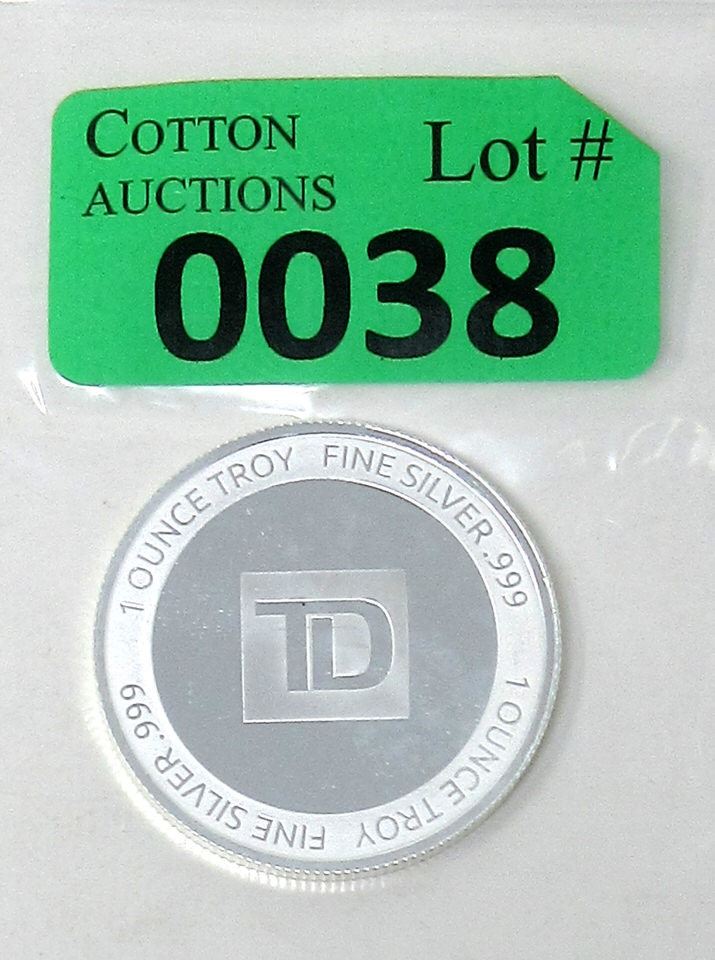 COTTON
AUCTIONS
Lot #
0038
1 OUNCE TROY FINE SILVER .999
1 OUNCE TROY FINE SILVER .999
TD